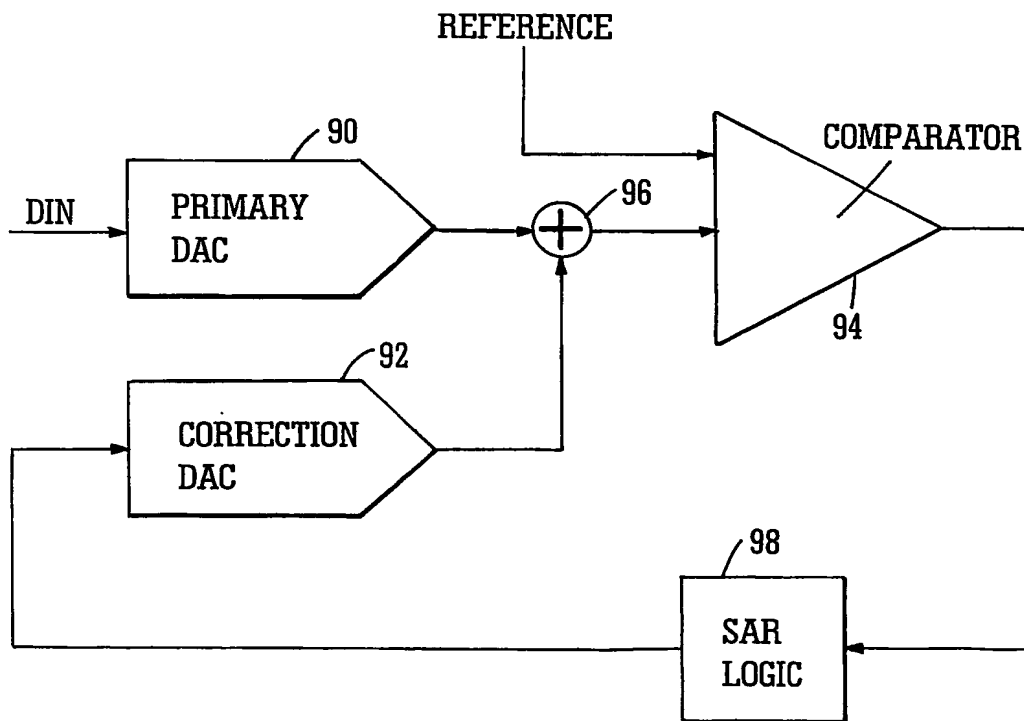 REFERENCE
90
COMPARATOR
DIN
PRIMARY
DAC
96
94
92
CORRECTION
DAC
98
SAR
LOGIC